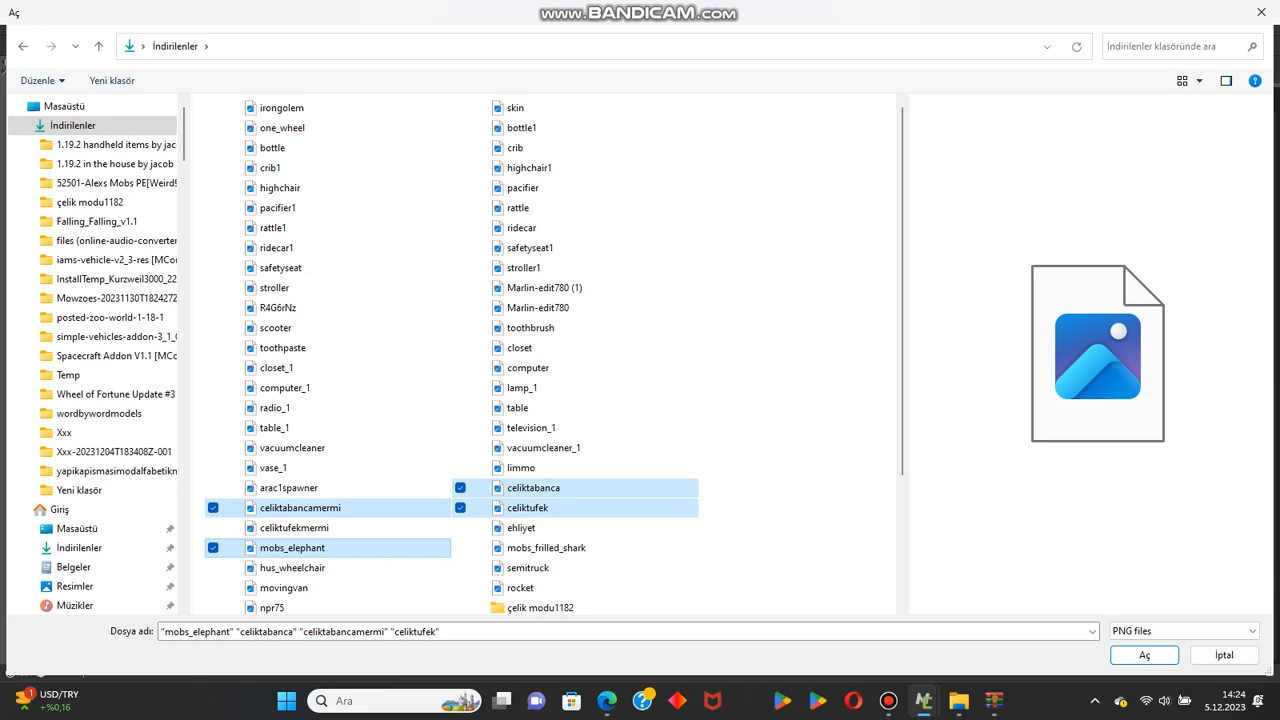 Aç
www.BANDICAM.com
İndirilenler
İndirilenler klasöründe ara
Düzenle
Yeni klasör
Masaüstü
İndirilenler
1.19.2 handheld items by jac
1.19.2 in the house by jacob
52501-Alexs Mobs PE[Weird
çelik modu1182
Falling_Falling_v1.1
files (online-audio-converter
iams-vehicle-v2_3-res [MCor
InstallTemp_Kurzweil3000_22
Mowzoes-20231130T182427Z
posted-zoo-world-1-18-1
simple-vehicles-addon-3_1_0
Spacecraft Addon V1.1 [MCo
Temp
Wheel of Fortune Update #3
wordbywordmodels
Xxx
Xxx-20231204T183408Z-001
yapikapismasimodalfabetikn
Yeni klasör
Giriş
Masaüstü
İndirilenler
Belgeler
Resimler
Müzikler
irongolem
skin
one_wheel
bottle1
bottle
crib
crib1
highchair1
highchair
pacifier
pacifier1
rattle
rattle1
ridecar
ridecar1
safetyseat1
safetyseat
stroller1
stroller
Marlin-edit780 (1)
R4G6rNz
Marlin-edit780
scooter
toothbrush
toothpaste
closet
closet_1
computer
computer_1
lamp_1
radio_1
table
table_1
television_1
vacuumcleaner
vacuumcleaner_1
vase_1
limmo
arac1spawner
celiktabanca
celiktabancamermi
celiktufek
celiktufekmermi
ehliyet
mobs_elephant
mobs_frilled_shark
hus_wheelchair
semitruck
movingvan
rocket
npr75
çelik modu1182
Dosya adı:
"mobs_elephant" "celiktabanca" "celiktabancamermi" "celiktufek"
PNG files
Aç
İptal
1
USD/TRY
+%0,16
Ara
14:24
5.12.2023